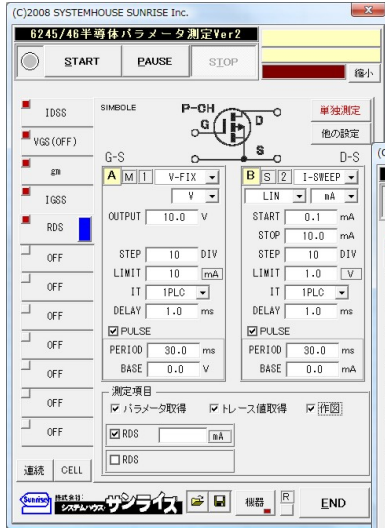 (C)2008 SYSTEMHOUSE SUNRISE Inc.
6245/46半導体パラメータ測定Ver2
START PAUSE STOP
縮小
IDSS
VGS(OFF)
gm
IGSS
RDS
OFF
OFF
OFF
OFF
OFF
OFF
連続 CELL
SIMBOLE P-CH G D S
単独測定
他の設定
G-S D-S
A M 1 V-FIX
V
OUTPUT 10.0 V
STEP 10 DIV
LIMIT 10 mA
IT 1PLC
DELAY 1.0 ms
PULSE
PERIOD 30.0 ms
BASE 0.0 V
B S 2 I-SWEEP
LIN mA
START 0.1 mA
STOP 10.0 mA
STEP 10 DIV
LIMIT 1.0 V
IT 1PLC
DELAY 1.0 ms
PULSE
PERIOD 30.0 ms
BASE 0.0 mA
測定項目
パラメータ取得 トレース値取得 作図
RDS mA
RDS
Sunrise 株式会社 システムハウス サンライズ 機器 R END
(C